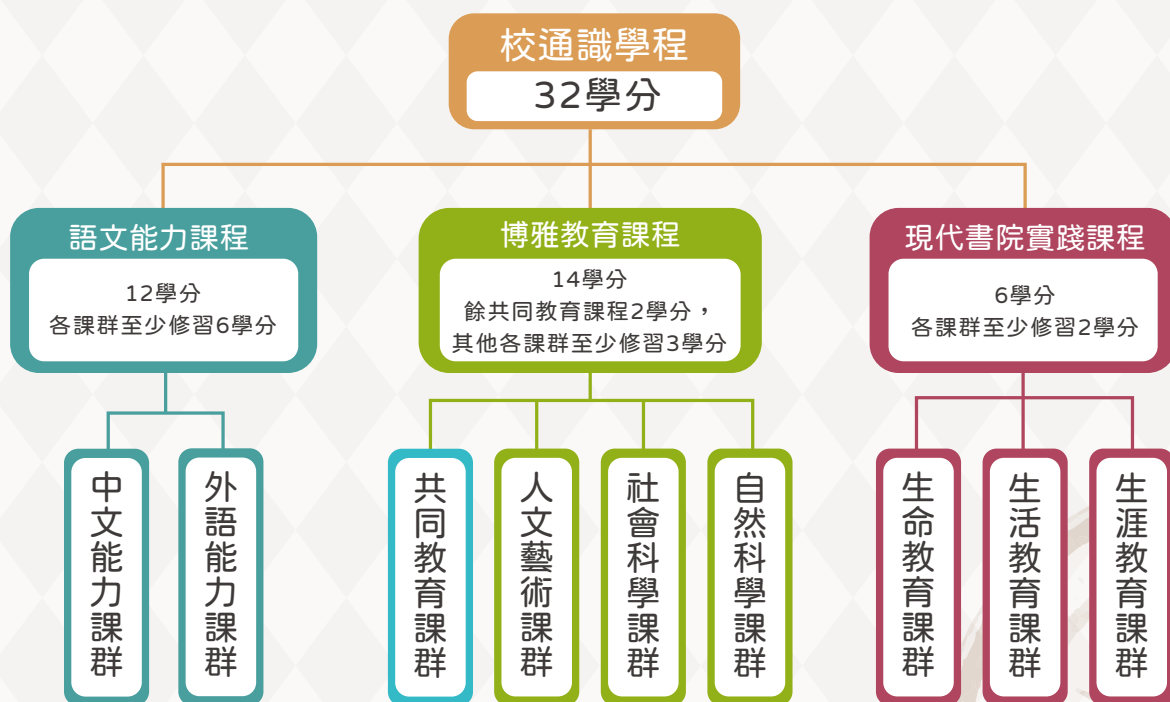 校通識學程
32學分
語文能力課程
12學分
各課群至少修習6學分
博雅教育課程
14學分
餘共同教育課程2學分，
其他各課群至少修習3學分
現代書院實踐課程
6學分
各課群至少修習2學分
中文能力課群
外語能力課群
共同教育課群
人文藝術課群
社會科學課群
自然科學課群
生命教育課群
生活教育課群
生涯教育課群